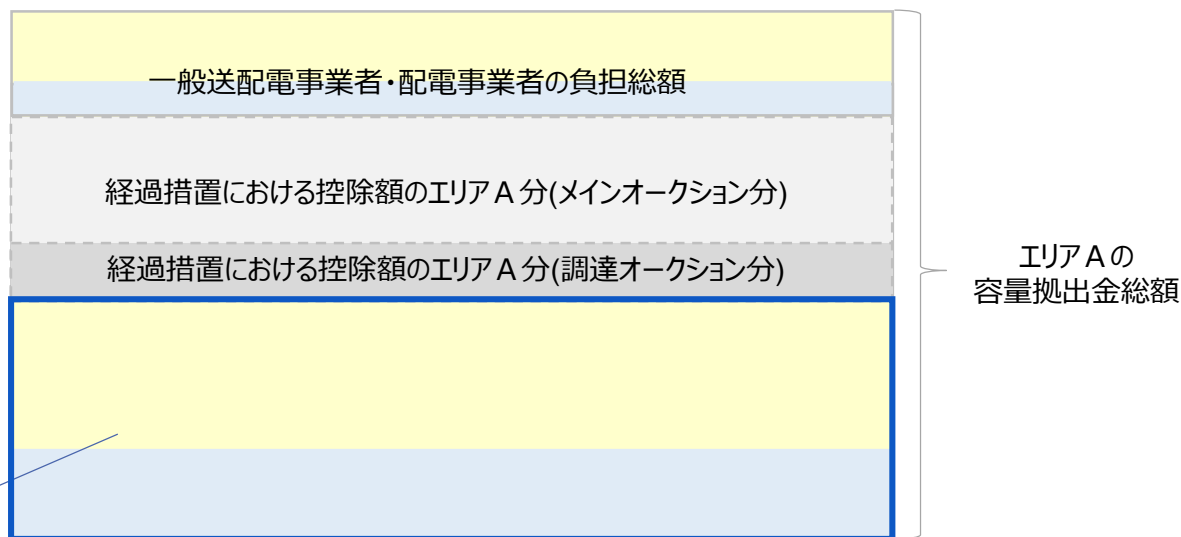 一般送配電事業者・配電事業者の負担総額
経過措置における控除額のエリアＡ分(メインオークション分)
経過措置における控除額のエリアＡ分(調達オークション分)
エリアＡの
容量拠出金総額